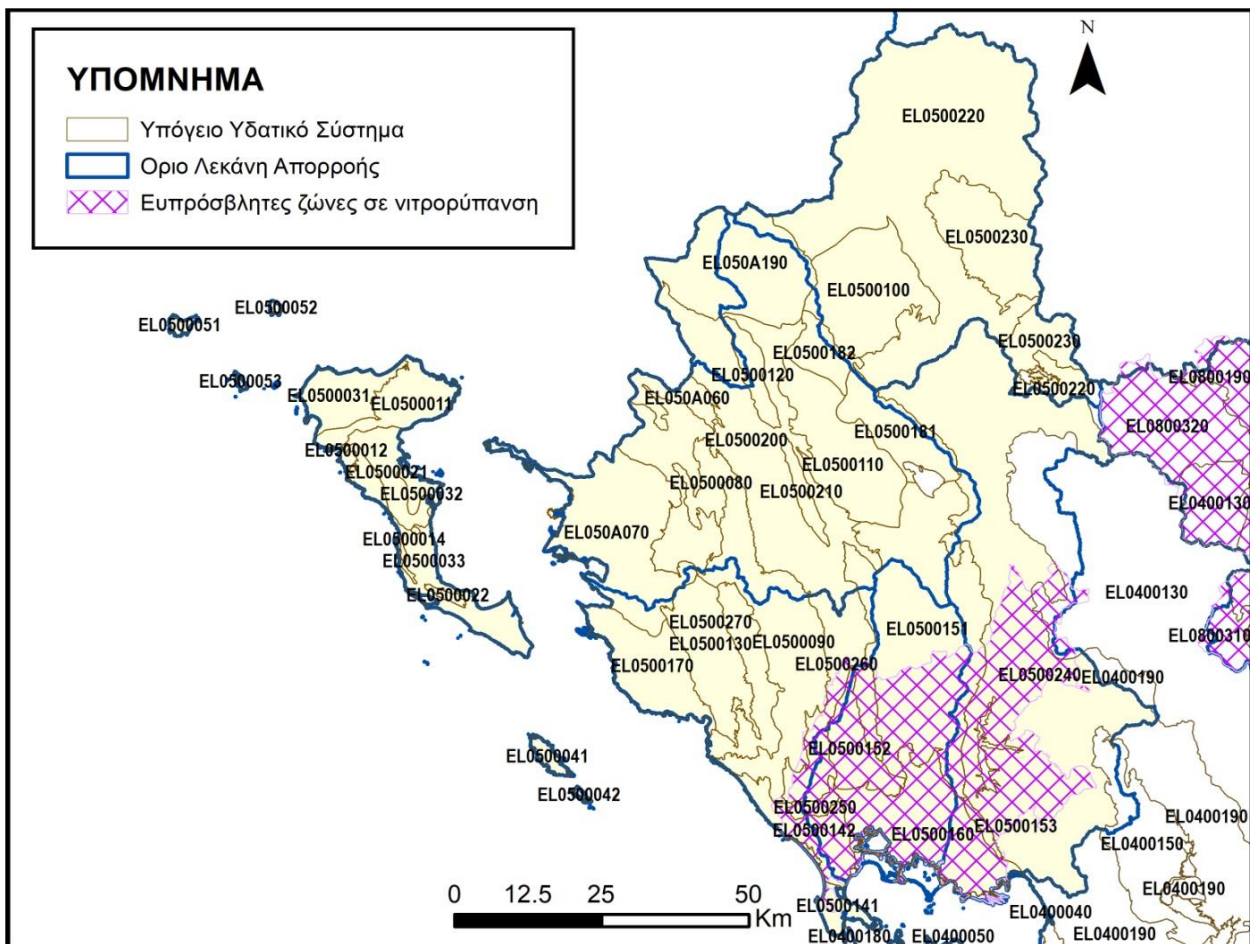 ΥΠΟΜΝΗΜΑ
Υπόγειο Υδατικό Σύστημα
Οριο Λεκάνη Απορροής
Ευπρόσβλητες ζώνες σε νιτρορύπανση
N
EL0500220
EL0500230
EL050A190
EL0500100
EL0500052
EL0500051
EL0500182
EL0500230
EL0500120
EL0500053
EL0800190
EL0500220
EL0500031
EL0500011
EL050A060
EL0800320
EL0500181
EL0500200
EL0500012
EL0500110
EL0500021
EL0500080
EL0500210
EL0500032
EL0400130
EL050A070
EL0500014
EL0500033
EL0400130
EL0500022
EL0500270
EL0500151
EL0800310
EL0500130
EL0500090
EL0500170
EL0500260
EL0500240
EL0400190
EL0500152
EL0500041
EL0500042
EL0500250
EL0400190
EL0500142
EL0500160
EL0500153
EL0400150
EL0400190
EL0500141
EL0400040
EL0400180
EL0400050
EL0400190
0 12.5 25 50
Km